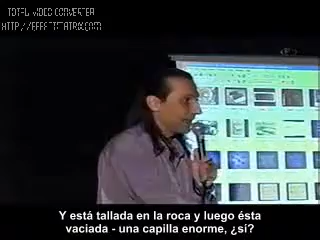 TOTAL VIDEO CONVERTER
HTTP://EFFECTMATRIX.COM
Y está tallada en la roca y luego ésta
vaciada - una capilla enorme, ¿sí?